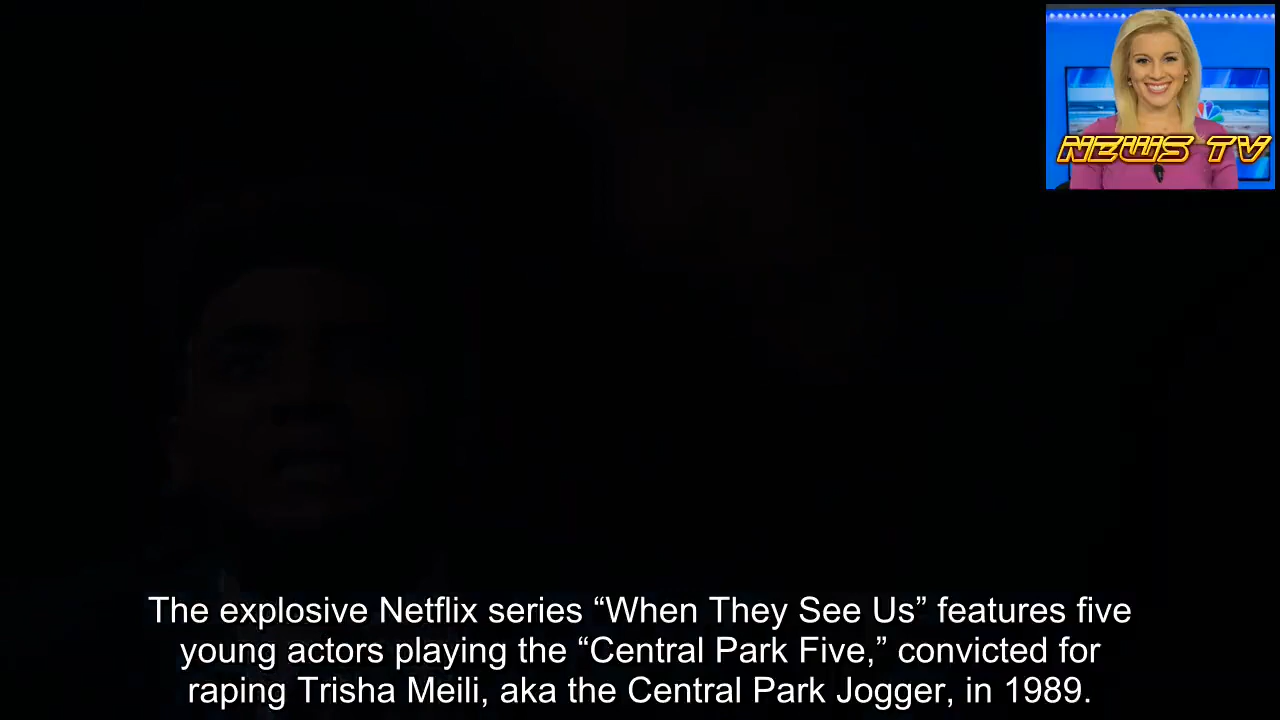 NEWS TV
The explosive Netflix series “When They See Us” features five
young actors playing the “Central Park Five,” convicted for
raping Trisha Meili, aka the Central Park Jogger, in 1989.